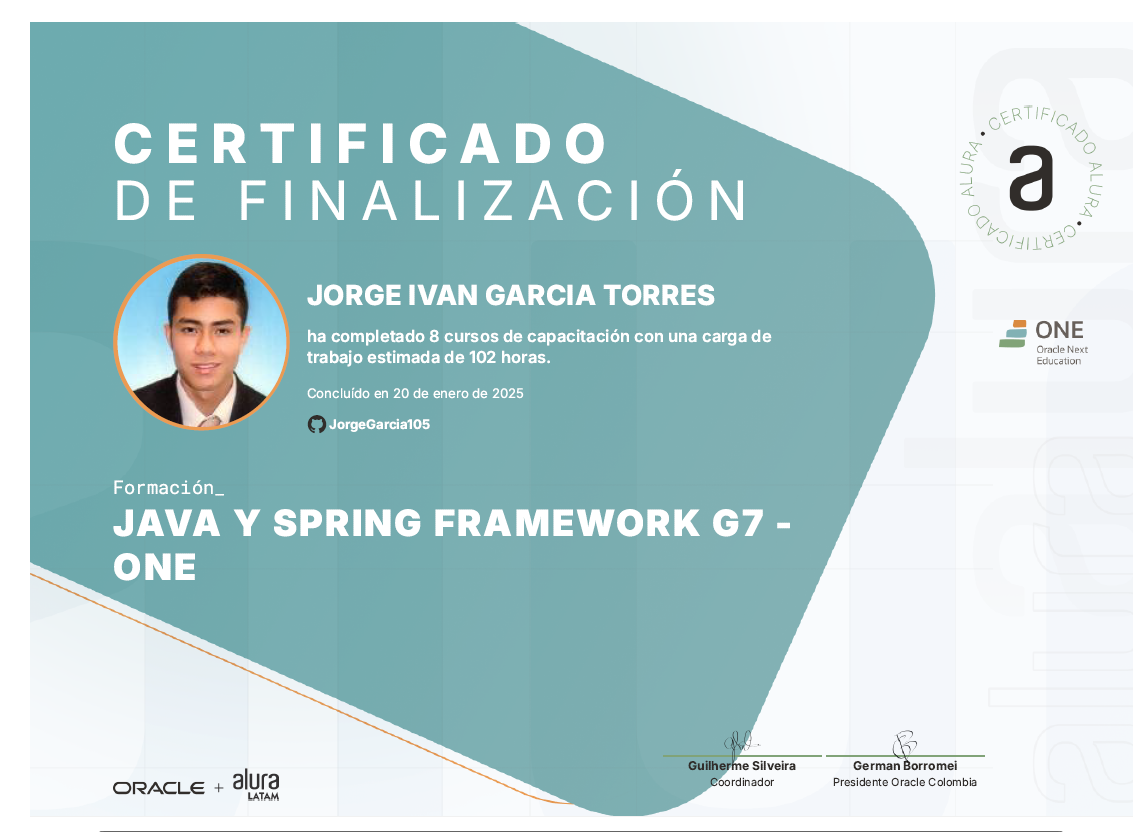 CERTIFICADO
DE FINALIZACIÓN
CERTIFICADO ALURA • CERTIFICADO ALURA •
a
JORGE IVAN GARCIA TORRES
ha completado 8 cursos de capacitación con una carga de
trabajo estimada de 102 horas.
Concluído en 20 de enero de 2025
JorgeGarcia105
ONE
Oracle Next
Education
Formación_
JAVA Y SPRING FRAMEWORK G7 -
ONE
alura
alura
Guilherme Silveira
Coordinador
German Borromei
Presidente Oracle Colombia
ORACLE + alura
LATAM